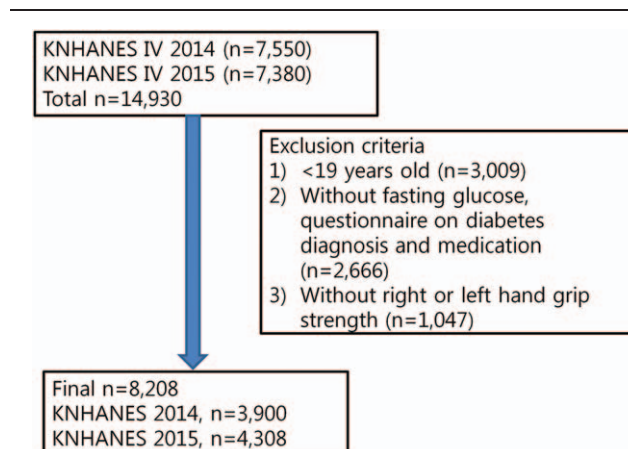 KNHANES IV 2014 (n=7,550)
KNHANES IV 2015 (n=7,380)
Total n=14,930
Exclusion criteria
1) <19 years old (n=3,009)
2) Without fasting glucose,
questionnaire on diabetes
diagnosis and medication
(n=2,666)
3) Without right or left hand grip
strength (n=1,047)
Final n=8,208
KNHANES 2014, n=3,900
KNHANES 2015, n=4,308